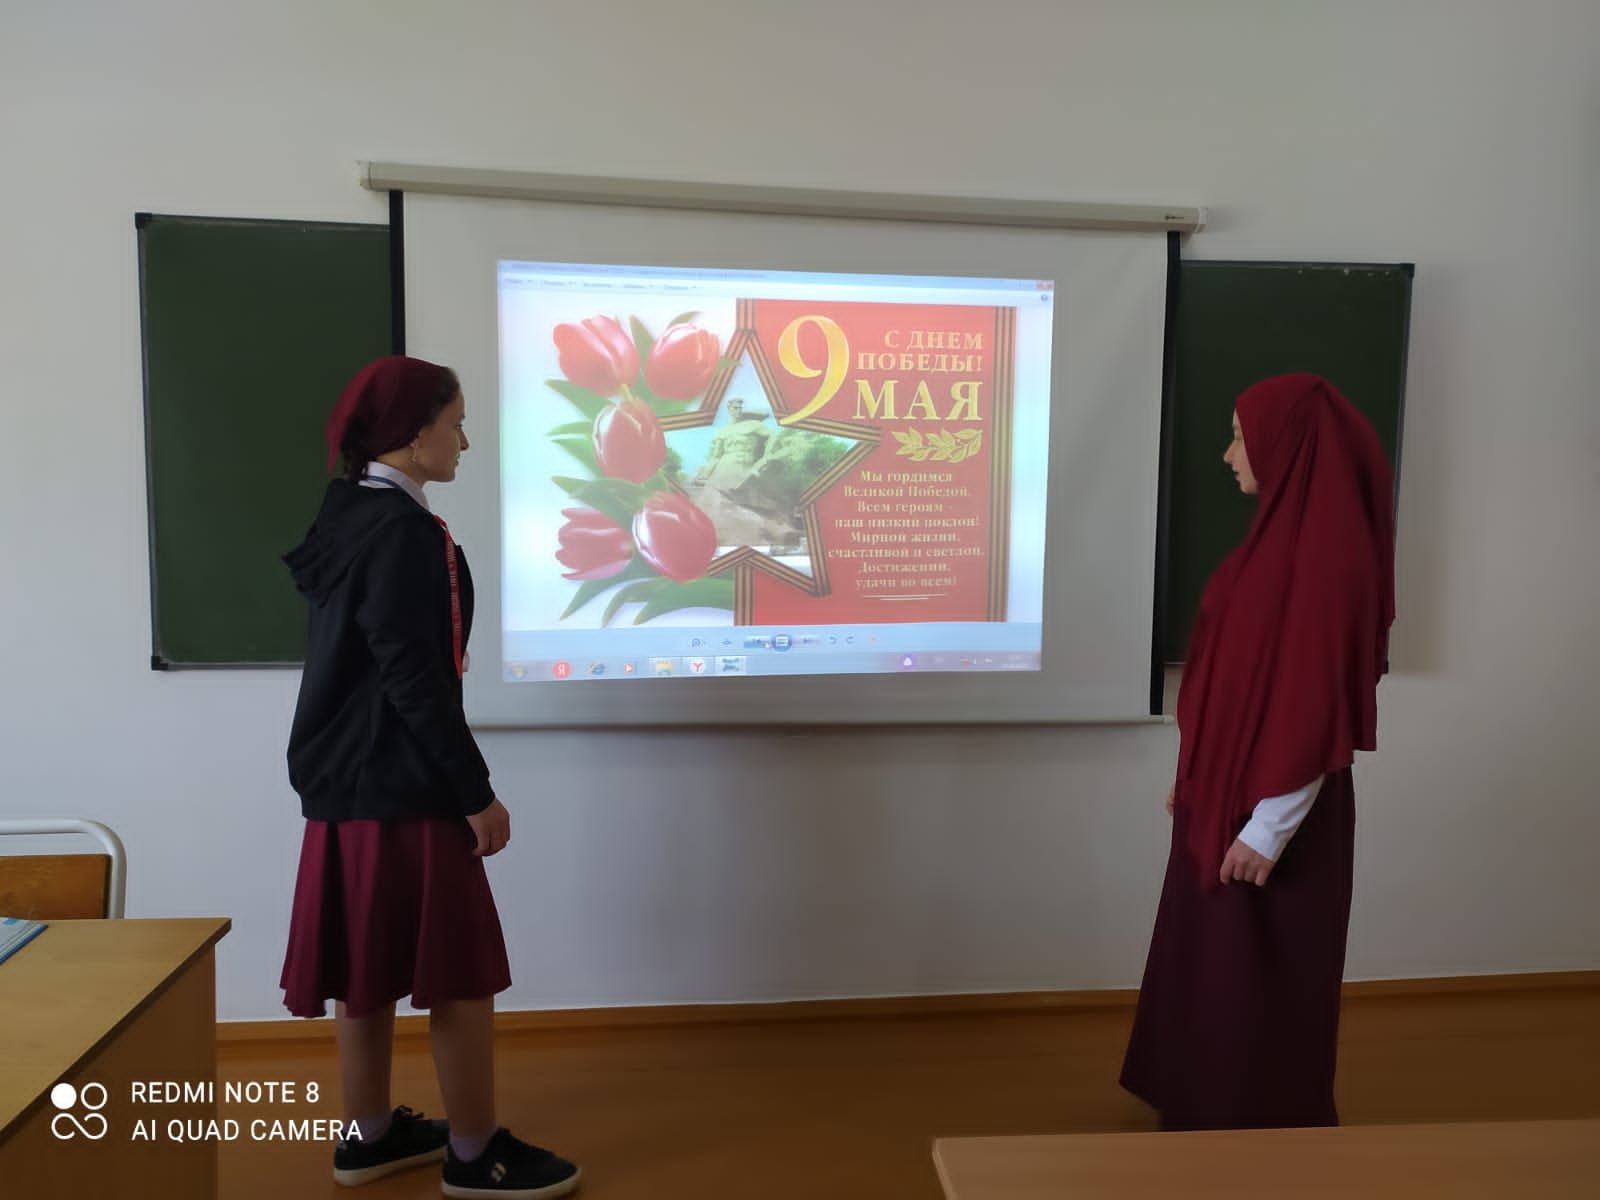 9
С ДНЕМ
ПОБЕДЫ!
МАЯ
Мы гордимся
Великой Победой.
Всем героям -
наш низкий поклон!
Мирной жизни,
счастливой и светлой.
Достижений,
удачи во всем!
REDMI NOTE 8
AI QUAD CAMERA